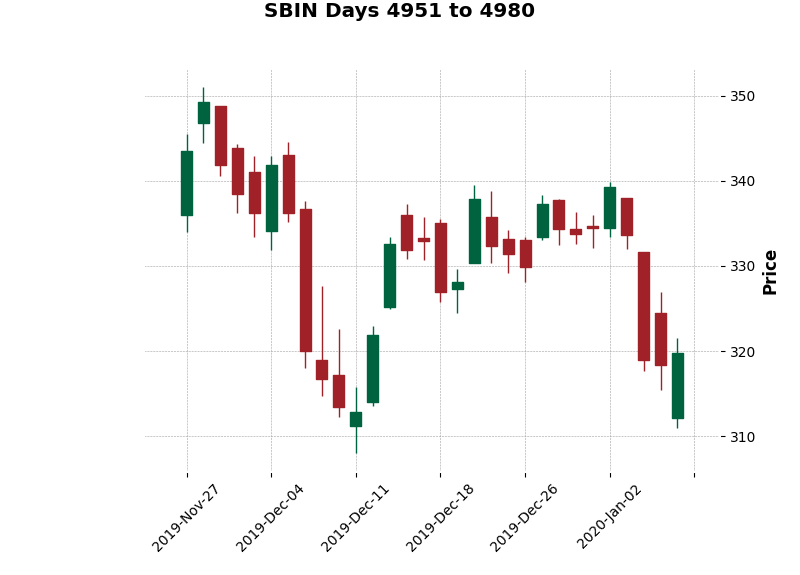 SBIN Days 4951 to 4980
350
340
330
320
310
Price
2019-Nov-27
2019-Dec-04
2019-Dec-11
2019-Dec-18
2019-Dec-26
2020-Jan-02